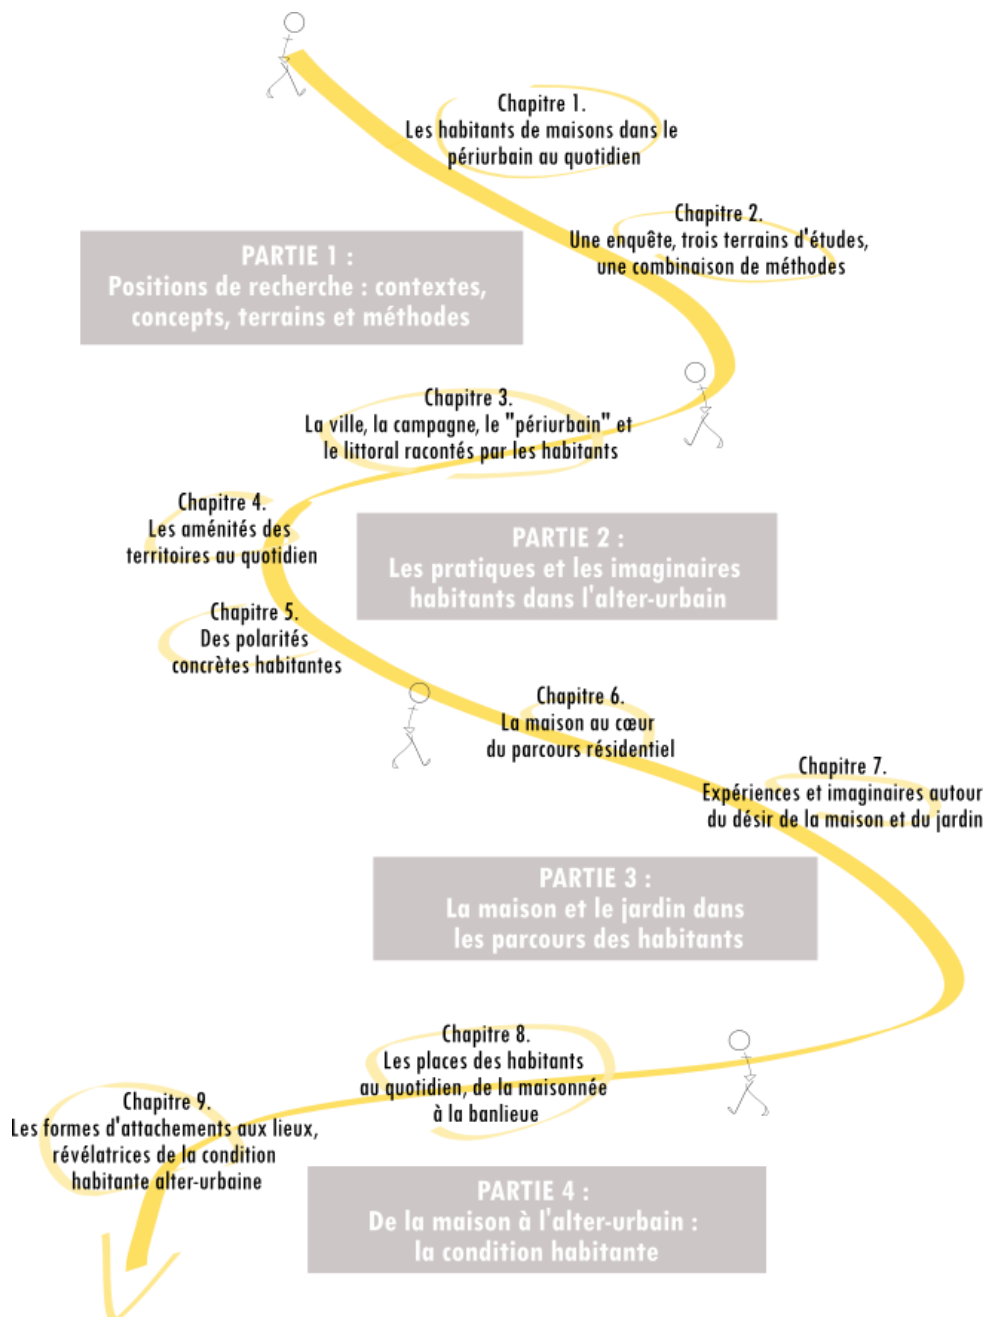 Chapitre 1.
Les habitants de maisons dans le
périurbain au quotidien
Chapitre 2.
Une enquête, trois terrains d'études,
une combinaison de méthodes
PARTIE 1 :
Positions de recherche : contextes,
concepts, terrains et méthodes
Chapitre 3.
La ville, la campagne, le "périurbain" et
le littoral racontés par les habitants
Chapitre 4.
Les aménités des
territoires au quotidien
PARTIE 2 :
Les pratiques et les imaginaires
habitants dans l'alter-urbain
Chapitre 5.
Des polarités
concrètes habitantes
Chapitre 6.
La maison au cœur
du parcours résidentiel
Chapitre 7.
Expériences et imaginaires autour
du désir de la maison et du jardin
PARTIE 3 :
La maison et le jardin dans
les parcours des habitants
Chapitre 8.
Les places des habitants
au quotidien, de la maisonnée
à la banlieue
Chapitre 9.
Les formes d'attachements aux lieux,
révélatrices de la condition
habitante alter-urbaine
PARTIE 4 :
De la maison à l'alter-urbain :
la condition habitante